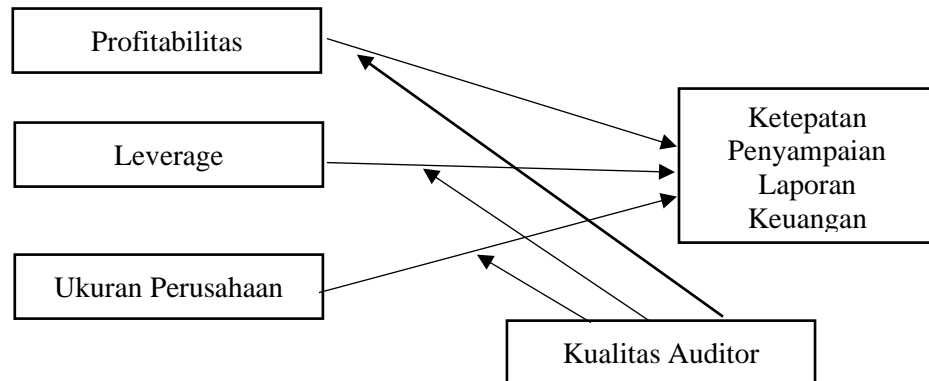 Profitabilitas
Leverage
Ukuran Perusahaan
Ketepatan
Penyampaian
Laporan
Keuangan
Kualitas Auditor